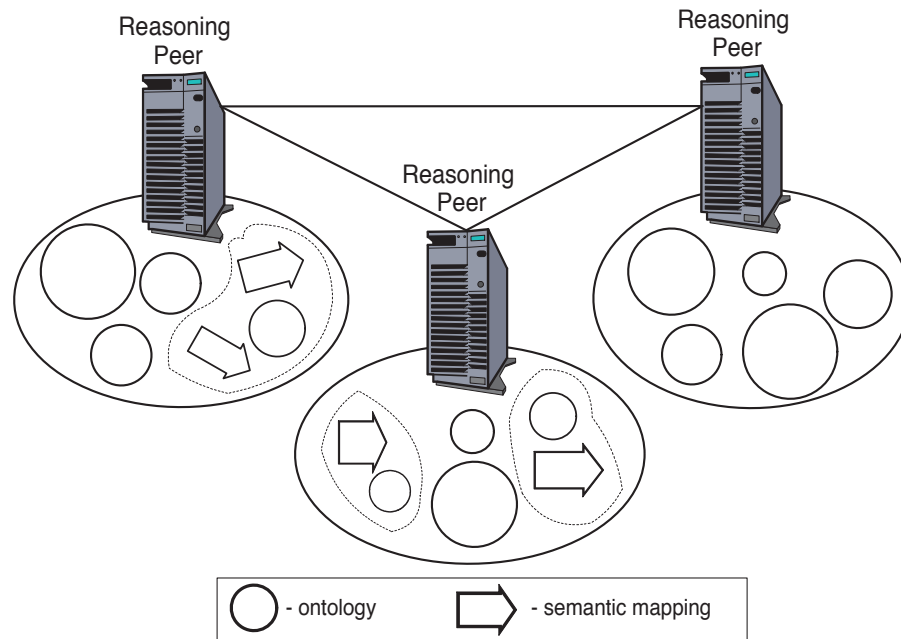 Reasoning
Peer
Reasoning
Peer
Reasoning
Peer
- ontology
- semantic mapping